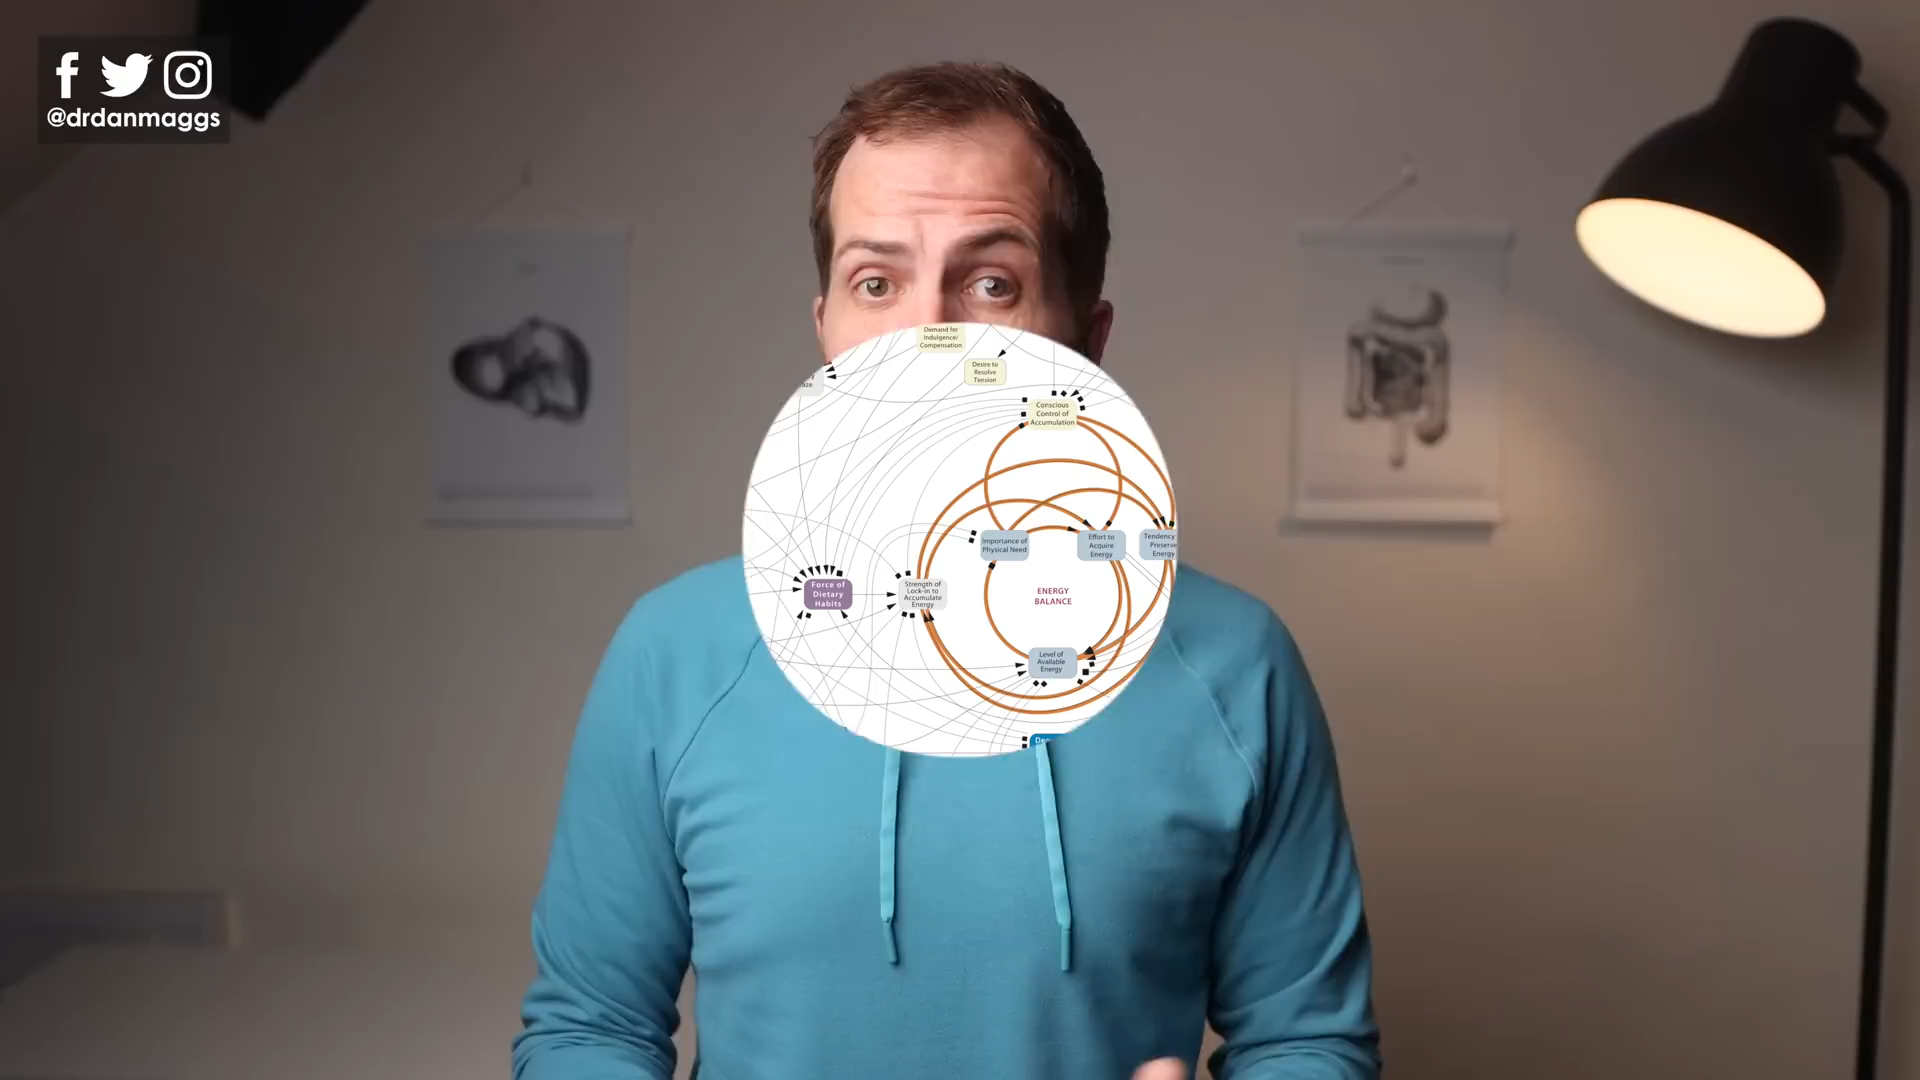 @drdanmaggs
Demand for
Indulgence/
Compensation
Desire to
Resolve
Tension
Conscious
Control of
Accumulation
Importance of
Physical Need
Effort to
Acquire
Energy
Tendency
Preserve
Energy
Force of
Dietary
Habits
Strength of
Lock-in to
Accumulate
Energy
ENERGY
BALANCE
Level of
Available
Energy